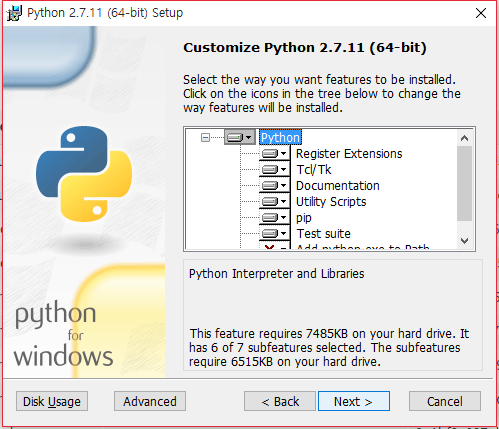 Python 2.7.11 (64-bit) Setup
Customize Python 2.7.11 (64-bit)
Select the way you want features to be installed.
Click on the icons in the tree below to change the
way features will be installed.
Python
Register Extensions
Tcl/Tk
Documentation
Utility Scripts
pip
Test suite
Add python.exe to Path
Python Interpreter and Libraries
This feature requires 7485KB on your hard drive. It
has 6 of 7 subfeatures selected. The subfeatures
require 6515KB on your hard drive.
python
for
windows
Disk Usage
Advanced
< Back
Next >
Cancel